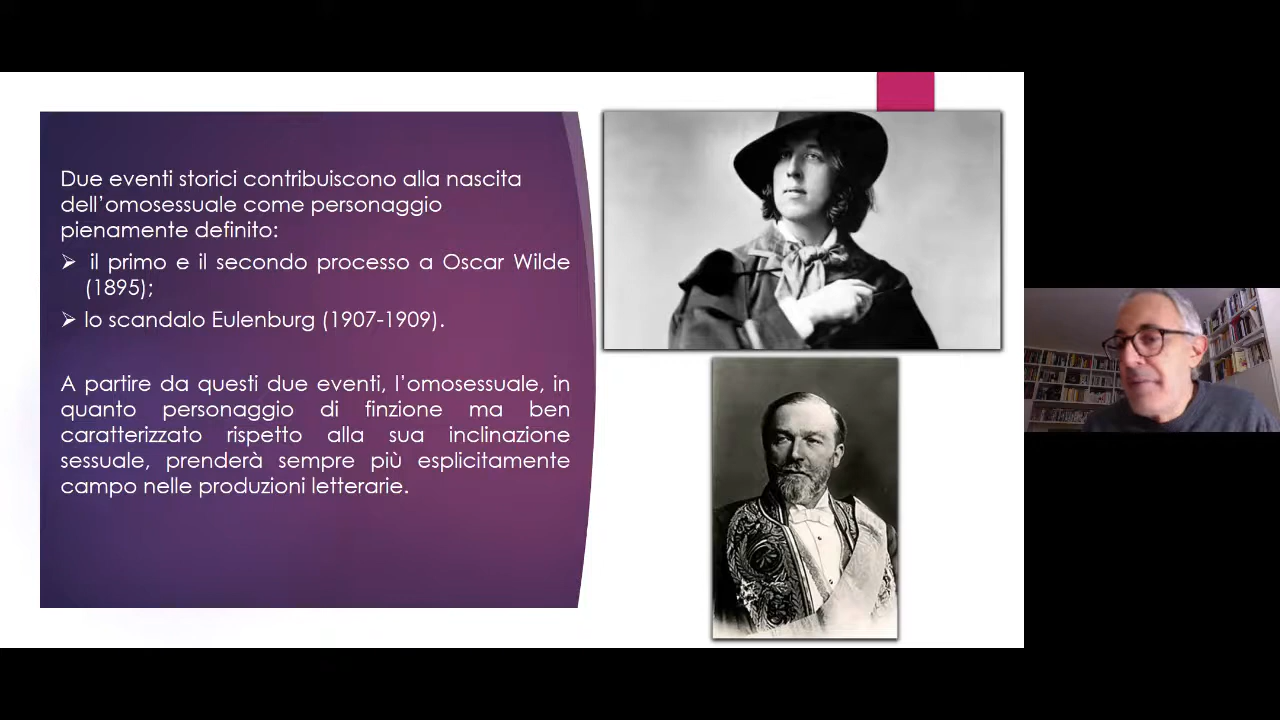 Due eventi storici contribuiscono alla nascita
dell’omosessuale come personaggio
pienamente definito:
➢ il primo e il secondo processo a Oscar Wilde
(1895);
➢ lo scandalo Eulenburg (1907-1909).
A partire da questi due eventi, l’omosessuale, in
quanto personaggio di finzione ma ben
caratterizzato rispetto alla sua inclinazione
sessuale, prenderà sempre più esplicitamente
campo nelle produzioni letterarie.